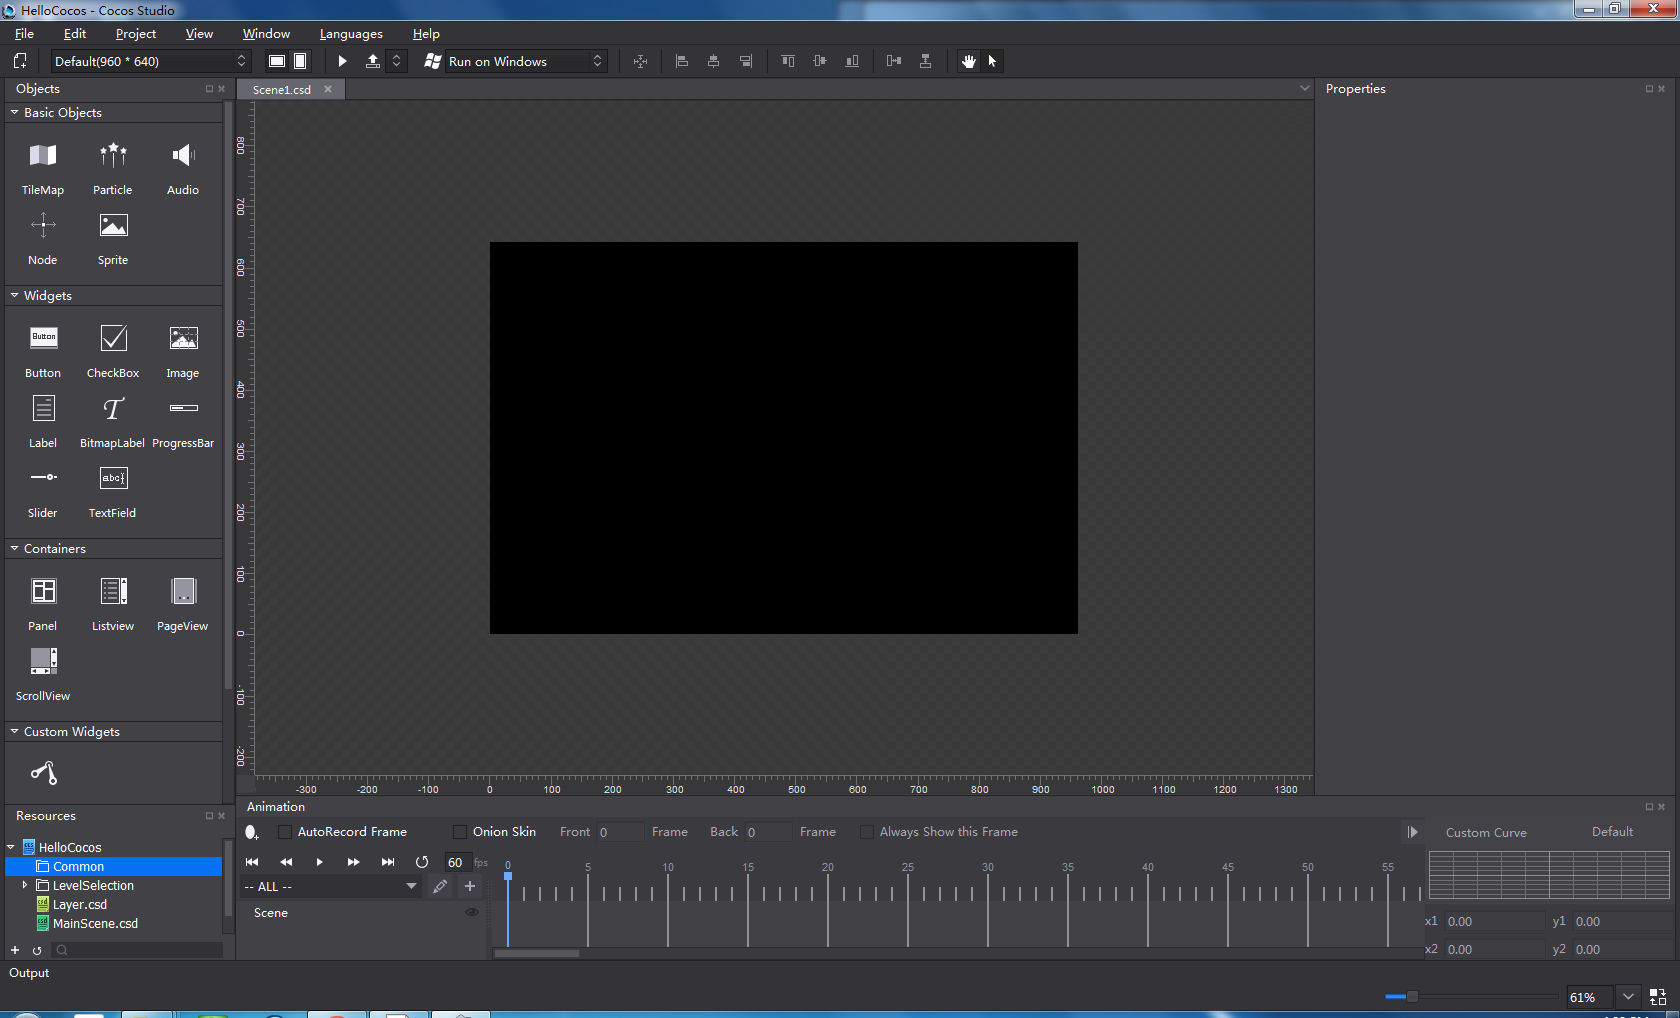 HelloCocos - Cocos Studio
File Edit Project View Window Languages Help
Default(960 * 640) Run on Windows
Objects
Basic Objects
TileMap Particle Audio
Node Sprite
Widgets
Button
Button CheckBox Image
Label BitmapLabel ProgressBar
abc
Slider TextField
Containers
Panel Listview PageView
ScrollView
Custom Widgets
Resources
HelloCocos
Common
LevelSelection
Layer.csd
MainScene.csd
Scene1.csd
800
700
600
500
400
300
200
100
0
-100
-200
-300 -200 -100 0 100 200 300 400 500 600 700 800 900 1000 1100 1200 1300
Properties
Animation
AutoRecord Frame Onion Skin Front 0 Frame Back 0 Frame Always Show this Frame
60 fps
0 5 10 15 20 25 30 35 40 45 50 55
-- ALL --
Scene
Custom Curve Default
x1 0.00 y1 0.00
x2 0.00 y2 0.00
Output
61%